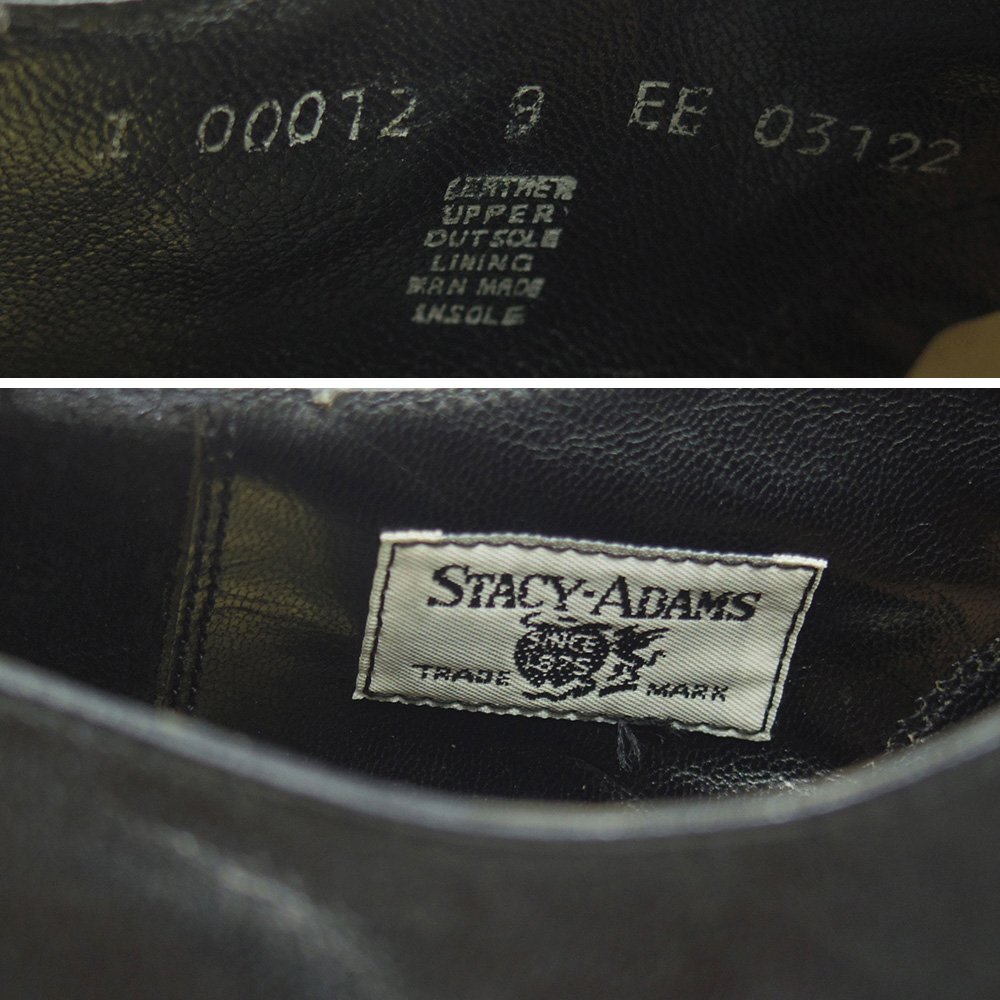 I 00012 9 EE 03122
LEATHER
UPPER
OUTSOLE
LINING
MAN MADE
INSOLE
STACY-ADAMS
SINCE
1875
TRADE MARK